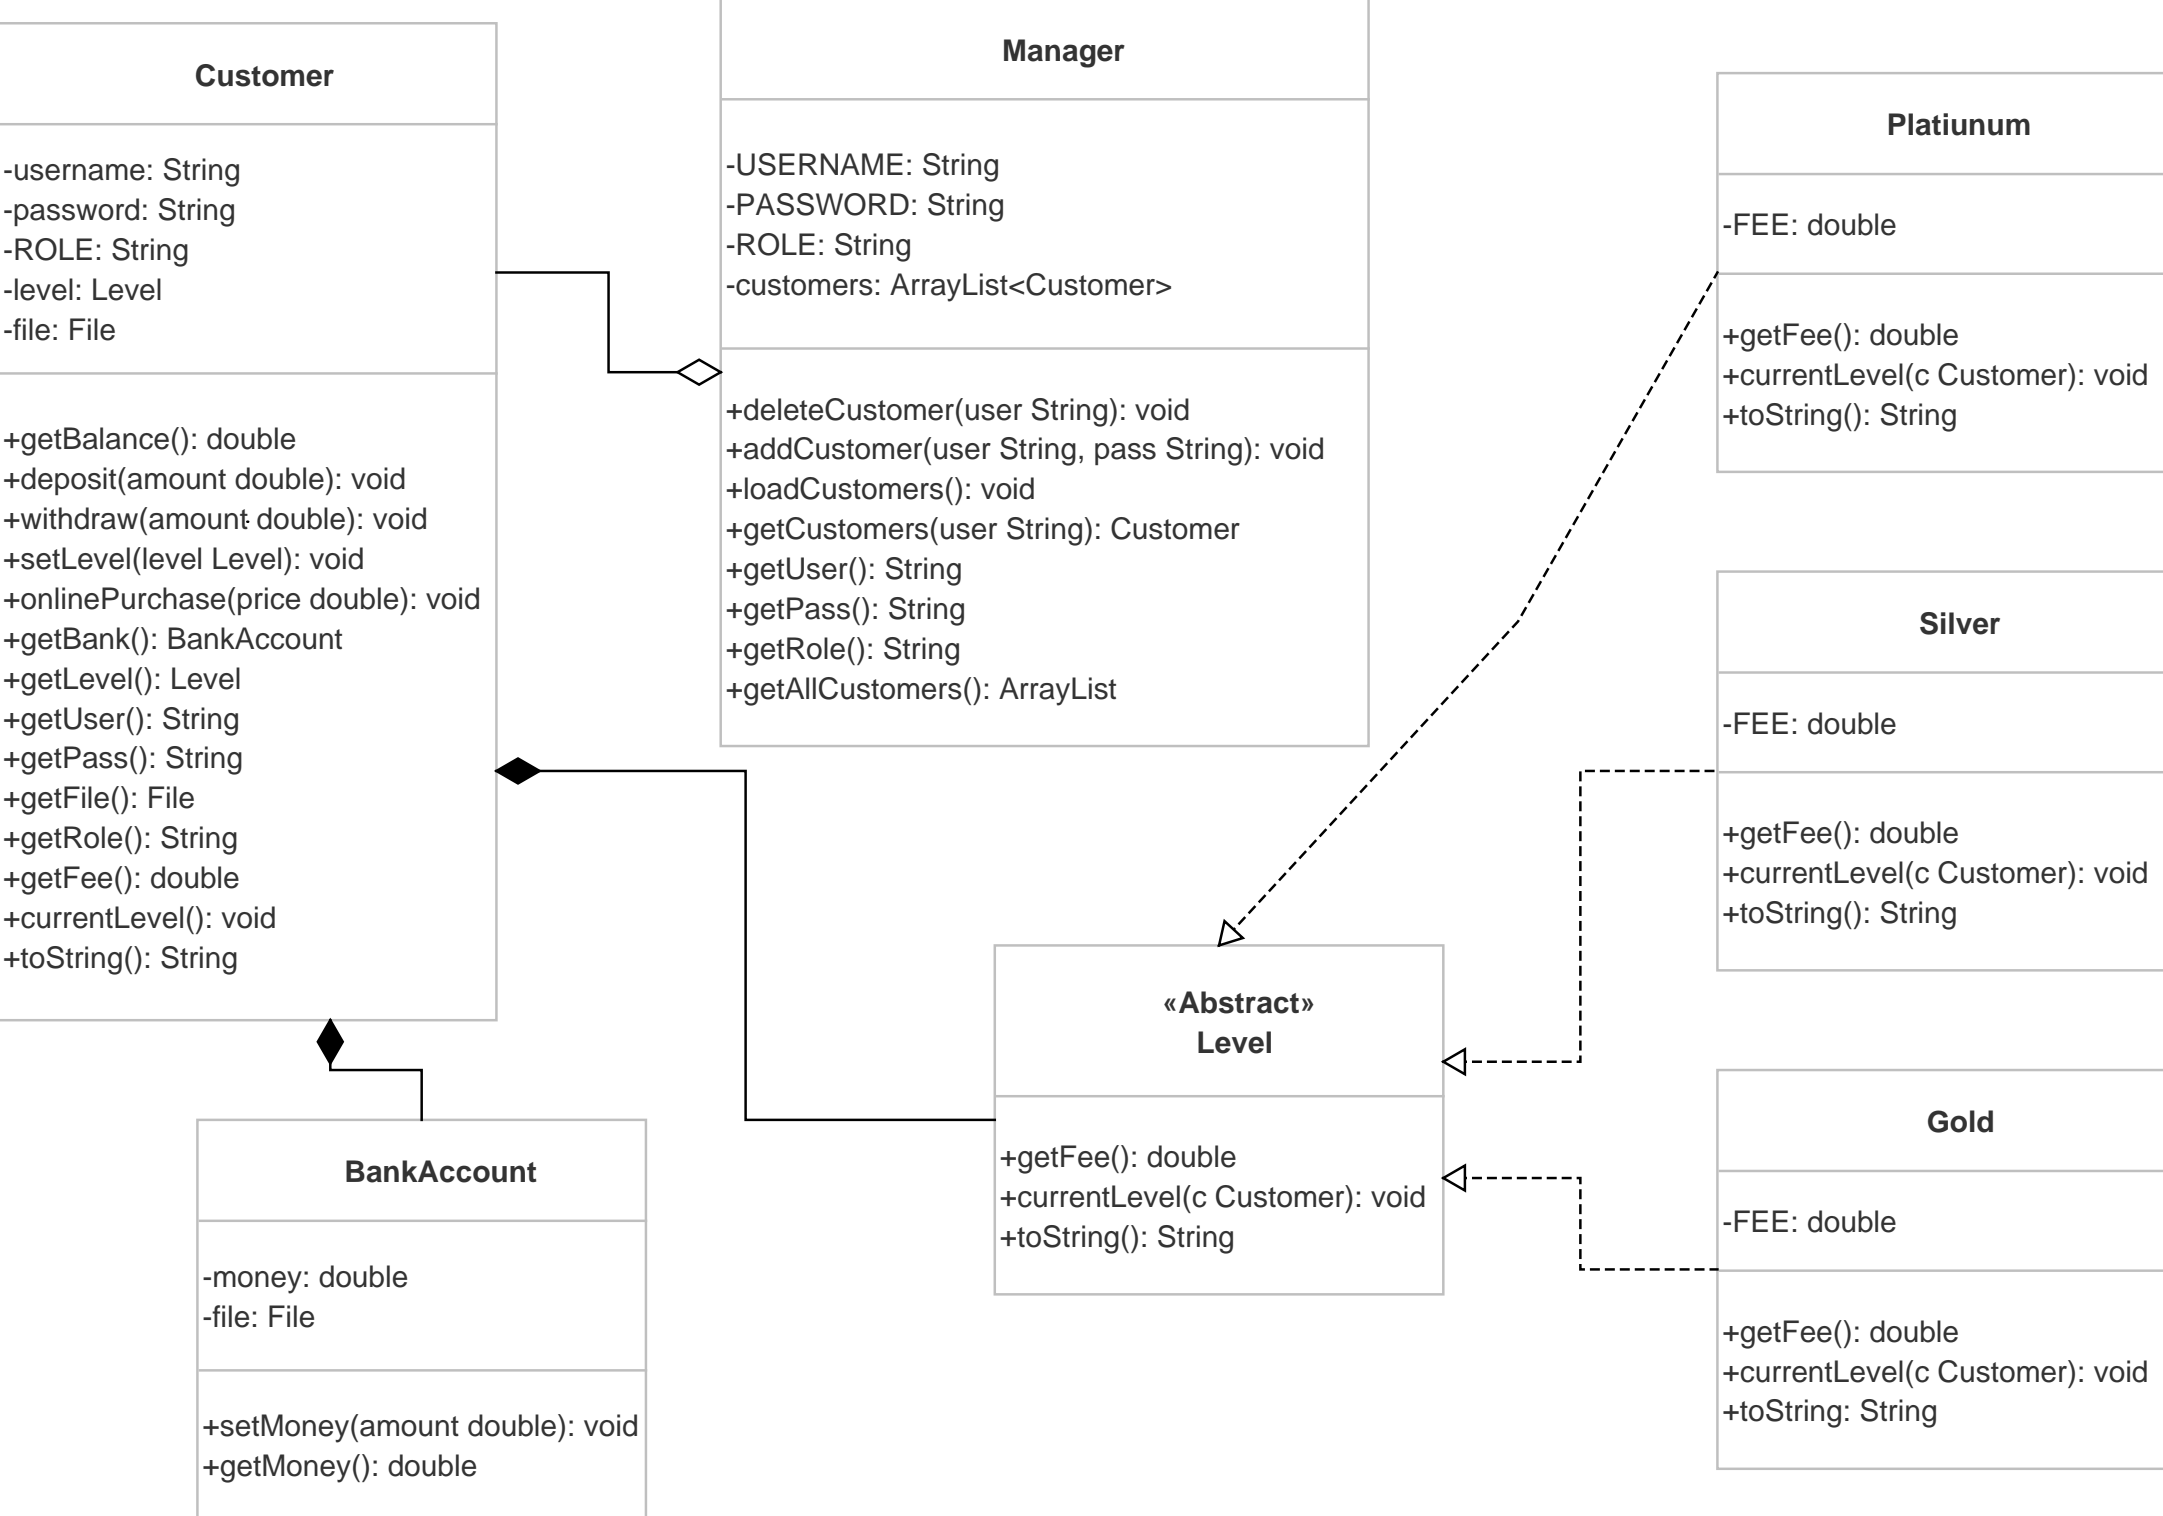 Customer
-username: String
-password: String
-ROLE: String
-level: Level
-file: File
+getBalance(): double
+deposit(amount double): void
+withdraw(amount double): void
+setLevel(level Level): void
+onlinePurchase(price double): void
+getBank(): BankAccount
+getLevel(): Level
+getUser(): String
+getPass(): String
+getFile(): File
+getRole(): String
+getFee(): double
+currentLevel(): void
+toString(): String
Manager
-USERNAME: String
-PASSWORD: String
-ROLE: String
-customers: ArrayList<Customer>
+deleteCustomer(user String): void
+addCustomer(user String, pass String): void
+loadCustomers(): void
+getCustomers(user String): Customer
+getUser(): String
+getPass(): String
+getRole(): String
+getAllCustomers(): ArrayList
Platiunum
-FEE: double
+getFee(): double
+currentLevel(c Customer): void
+toString(): String
Silver
-FEE: double
+getFee(): double
+currentLevel(c Customer): void
+toString(): String
«Abstract»
Level
+getFee(): double
+currentLevel(c Customer): void
+toString(): String
Gold
-FEE: double
+getFee(): double
+currentLevel(c Customer): void
+toString: String
BankAccount
-money: double
-file: File
+setMoney(amount double): void
+getMoney(): double